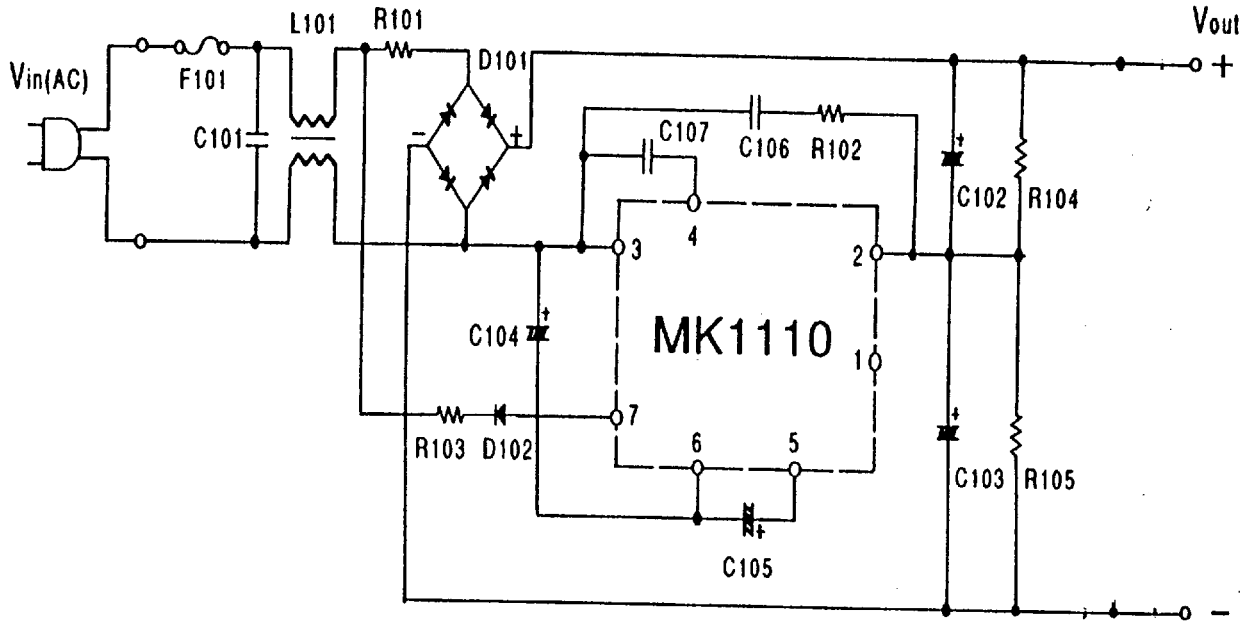 Vout
L101
R101
D101
+
Vin(AC)
F101
C101
-
+
C107
C106
R102
+
C102
R104
4
3
2
C104
+
MK1110
1
7
R103
D102
6
5
+
C103
R105
+
C105
-